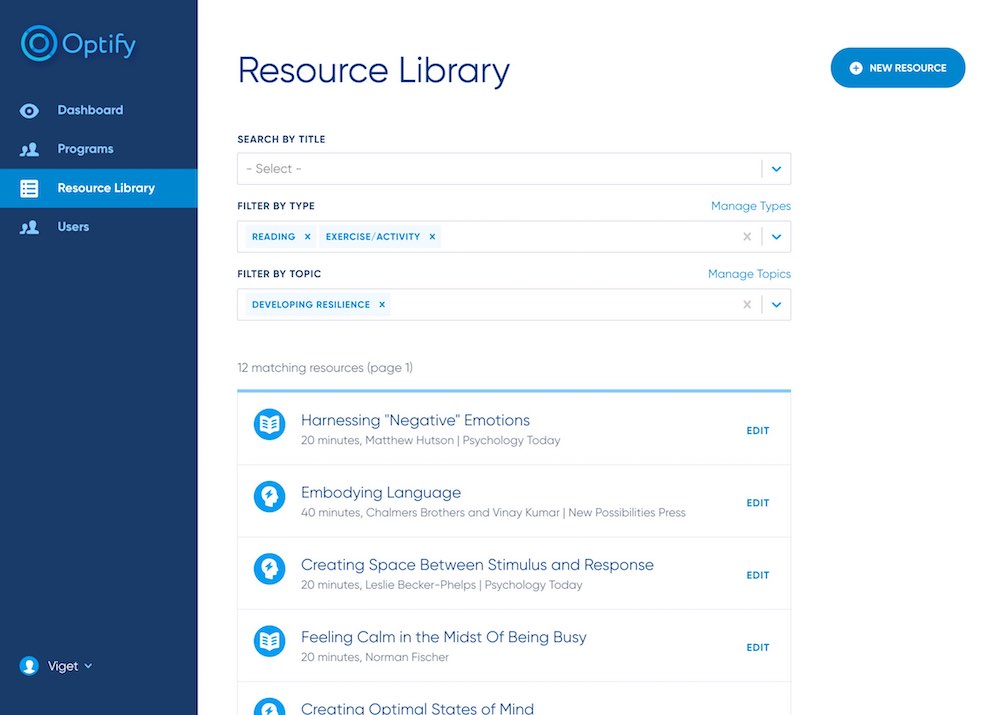 Optify
Dashboard
Programs
Resource Library
Users
Viget
Resource Library
NEW RESOURCE
SEARCH BY TITLE
- Select -
FILTER BY TYPE
Manage Types
READING x EXERCISE/ACTIVITY x
FILTER BY TOPIC
Manage Topics
DEVELOPING RESILIENCE x
12 matching resources (page 1)
Harnessing "Negative" Emotions
20 minutes, Matthew Hutson | Psychology Today
EDIT
Embodying Language
40 minutes, Chalmers Brothers and Vinay Kumar | New Possibilities Press
EDIT
Creating Space Between Stimulus and Response
20 minutes, Leslie Becker-Phelps | Psychology Today
EDIT
Feeling Calm in the Midst Of Being Busy
20 minutes, Norman Fischer
EDIT
Creating Optimal States of Mind